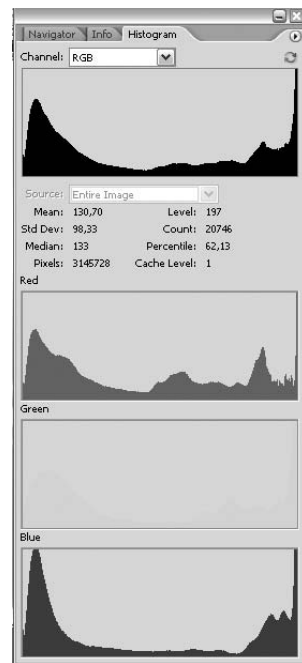 Navigator Info Histogram
Channel: RGB
Source: Entire Image
Mean: 130,70 Level: 197
Std Dev: 98,33 Count: 20746
Median: 133 Percentile: 62,13
Pixels: 3145728 Cache Level: 1
Red
Green
Blue